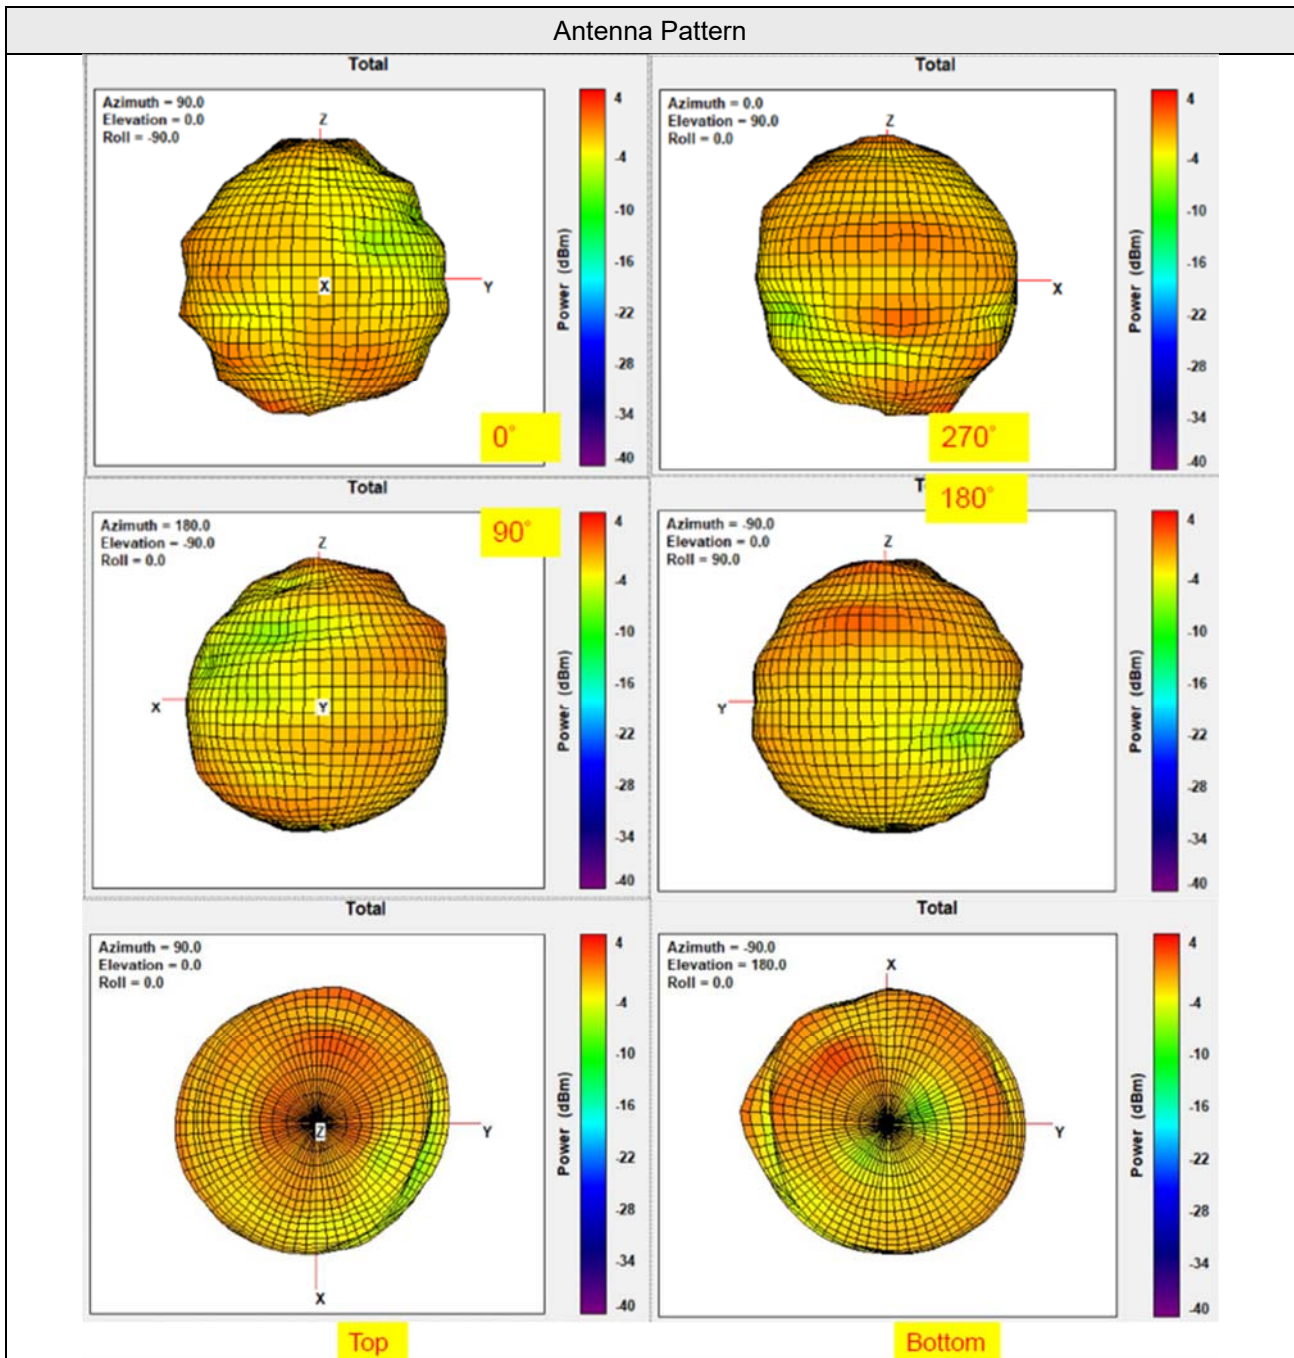 Antenna Pattern
Total
Azimuth = 90.0
Elevation = 0.0
Roll = -90.0
Z
X
Y
4
-4
-10
-16
-22
-28
-34
-40
Power (dBm)
0°
Total
Azimuth = 0.0
Elevation = 90.0
Roll = 0.0
Z
X
4
-4
-10
-16
-22
-28
-34
-40
Power (dBm)
270°
Total
Azimuth = 180.0
Elevation = -90.0
Roll = 0.0
Z
X
Y
4
-4
-10
-16
-22
-28
-34
-40
Power (dBm)
90°
180°
Azimuth = -90.0
Elevation = 0.0
Roll = 90.0
Z
Y
4
-4
-10
-16
-22
-28
-34
-40
Power (dBm)
Total
Azimuth = 90.0
Elevation = 0.0
Roll = 0.0
Z
Y
X
4
-4
-10
-16
-22
-28
-34
-40
Power (dBm)
Top
Total
Azimuth = -90.0
Elevation = 180.0
Roll = 0.0
X
Y
4
-4
-10
-16
-22
-28
-34
-40
Power (dBm)
Bottom